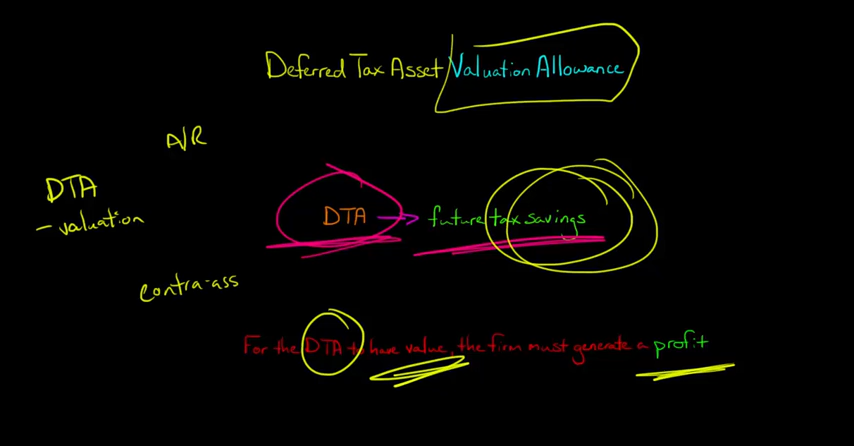 Deferred Tax Asset Valuation Allowance
A/R
DTA
- valuation
DTA → future tax savings
contra-ass
For the DTA to have value, the firm must generate a profit